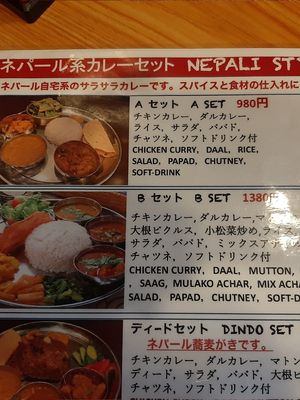 ネパール系カレーセット NEPALI ST
ネパール自宅系のサラサラカレーです。スパイスと食材の仕入れに
A セット A SET 980円
チキンカレー、ダルカレー、
ライス、サラダ、パパド、
チャツネ、ソフトドリンク付
CHICKEN CURRY, DAAL, RICE,
SALAD, PAPAD, CHUTNEY,
SOFT-DRINK
B セット B SET 1380
チキンカレー,ダルカレー,マトン
大根ピクルス、小松菜炒め,ライス
サラダ、パパド、ミックスアチ
チャツネ、ソフトドリンク付
CHICKEN CURRY, DAAL, MUTTON,
, SAAG, MULAKO ACHAR, MIX ACHA
SALAD, PAPAD, CHUTNEY, SOFT-D
ディードセット DINDO SET
ネパール蕎麦がきです。
チキンカレー、ダルカレー、マトン
ディード、サラダ、パパド、大根
チャツネ、ソフトドリンク付